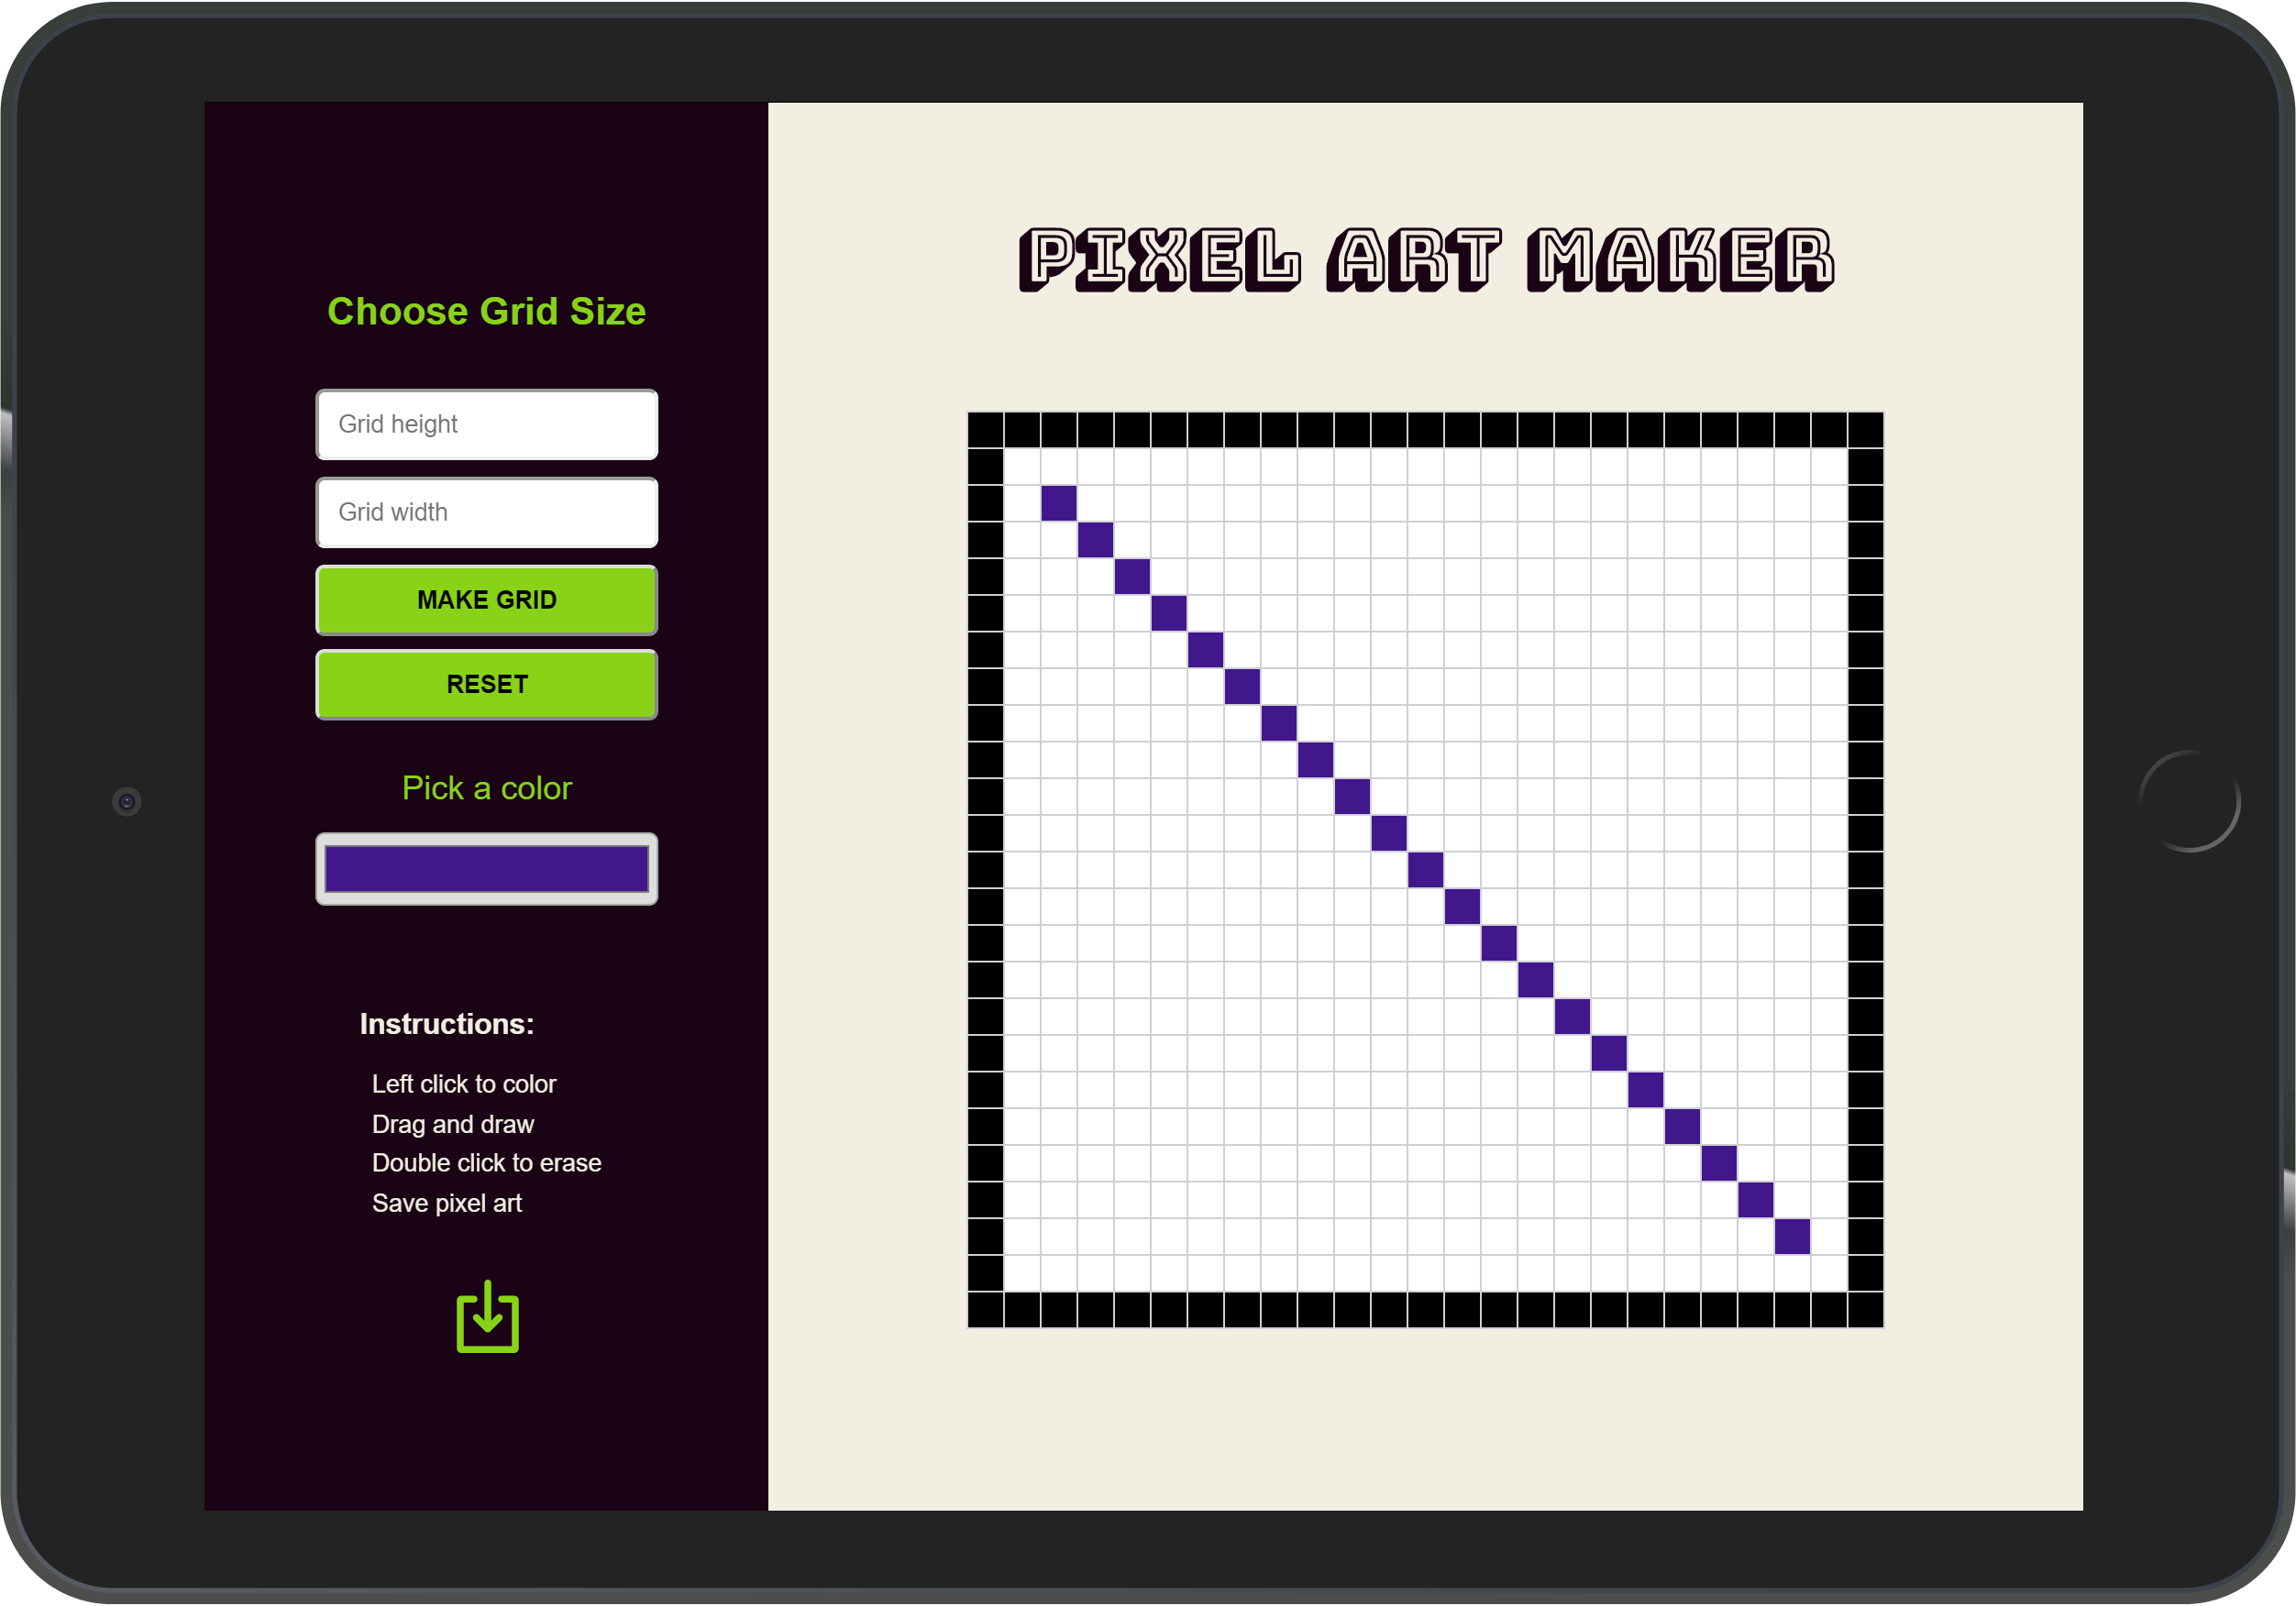 PIXEL ART MAKER
Choose Grid Size
Grid height
Grid width
MAKE GRID
RESET
Pick a color
Instructions:
Left click to color
Drag and draw
Double click to erase
Save pixel art